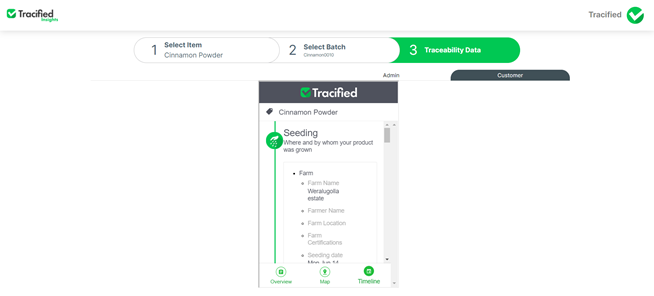 Tracified
Insights
Tracified
1 Select Item
Cinnamon Powder
2 Select Batch
Cinnamon0010
3 Traceability Data
Admin
Customer
Tracified
Cinnamon Powder
Seeding
Where and by whom your product
was grown
Farm
Farm Name
Weralugolla
estate
Farmer Name
Farm Location
Farm
Certifications
Seeding date
Mon Jun 14
Overview
Map
Timeline